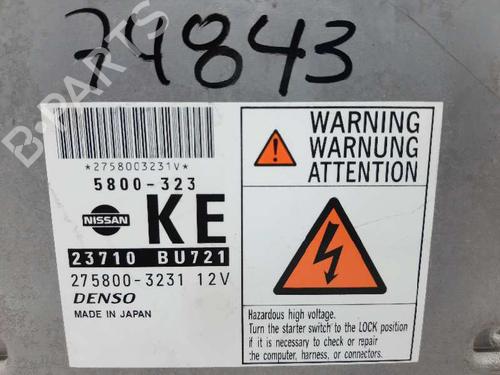 74843
B-PARTS
*2758003231V*
5800-323
NISSAN
KE
23710 BU721
275800-3231 12V
DENSO
MADE IN JAPAN
WARNING
WARNUNG
ATTENTION
Hazardous high voltage.
Turn the starter switch to the LOCK position
if it is necessary to check or repair
the computer, harness, or connectors.